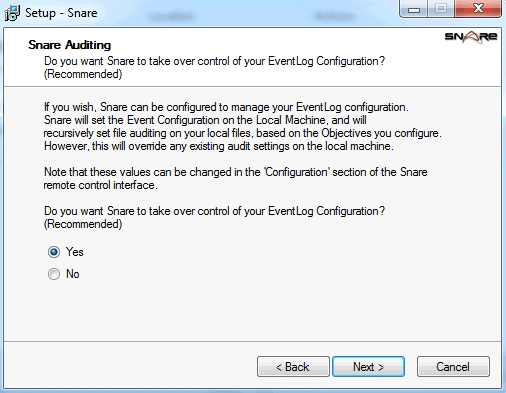 Setup - Snare
Snare Auditing
SNARE
Do you want Snare to take over control of your EventLog Configuration?
(Recommended)
If you wish, Snare can be configured to manage your EventLog configuration.
Snare will set the Event Configuration on the Local Machine, and will
recursively set file auditing on your local files, based on the Objectives you configure.
However, this will override any existing audit settings on the local machine.
Note that these values can be changed in the 'Configuration' section of the Snare
remote control interface.
Do you want Snare to take over control of your EventLog Configuration?
(Recommended)
Yes
No
< Back
Next >
Cancel